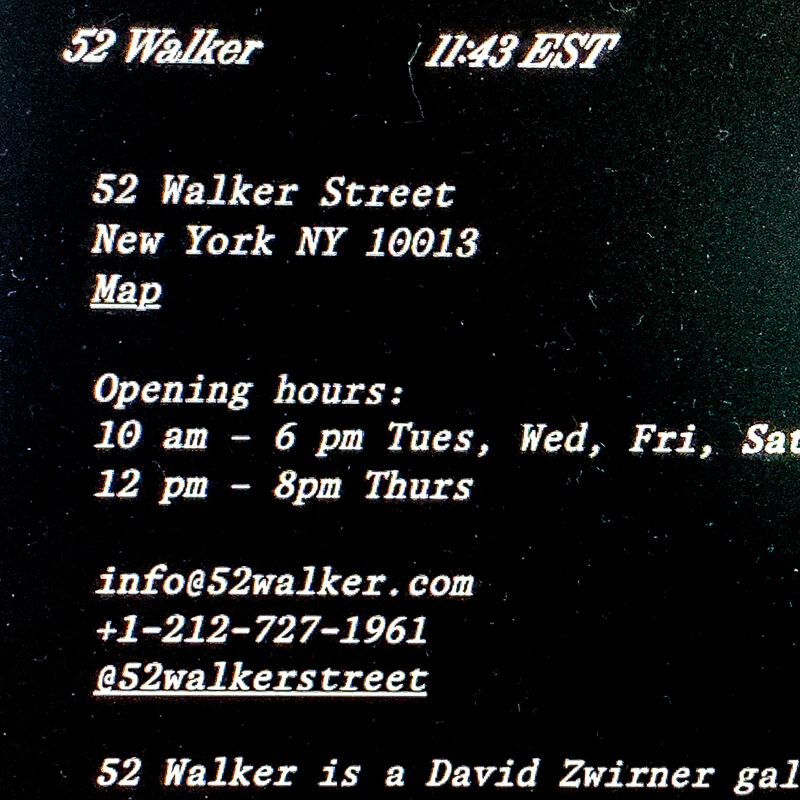 52 Walker 11:43 EST
52 Walker Street
New York NY 10013
Map
Opening hours:
10 am – 6 pm Tues, Wed, Fri, Sat
12 pm – 8pm Thurs
info@52walker.com
+1-212-727-1961
@52walkerstreet
52 Walker is a David Zwirner gal